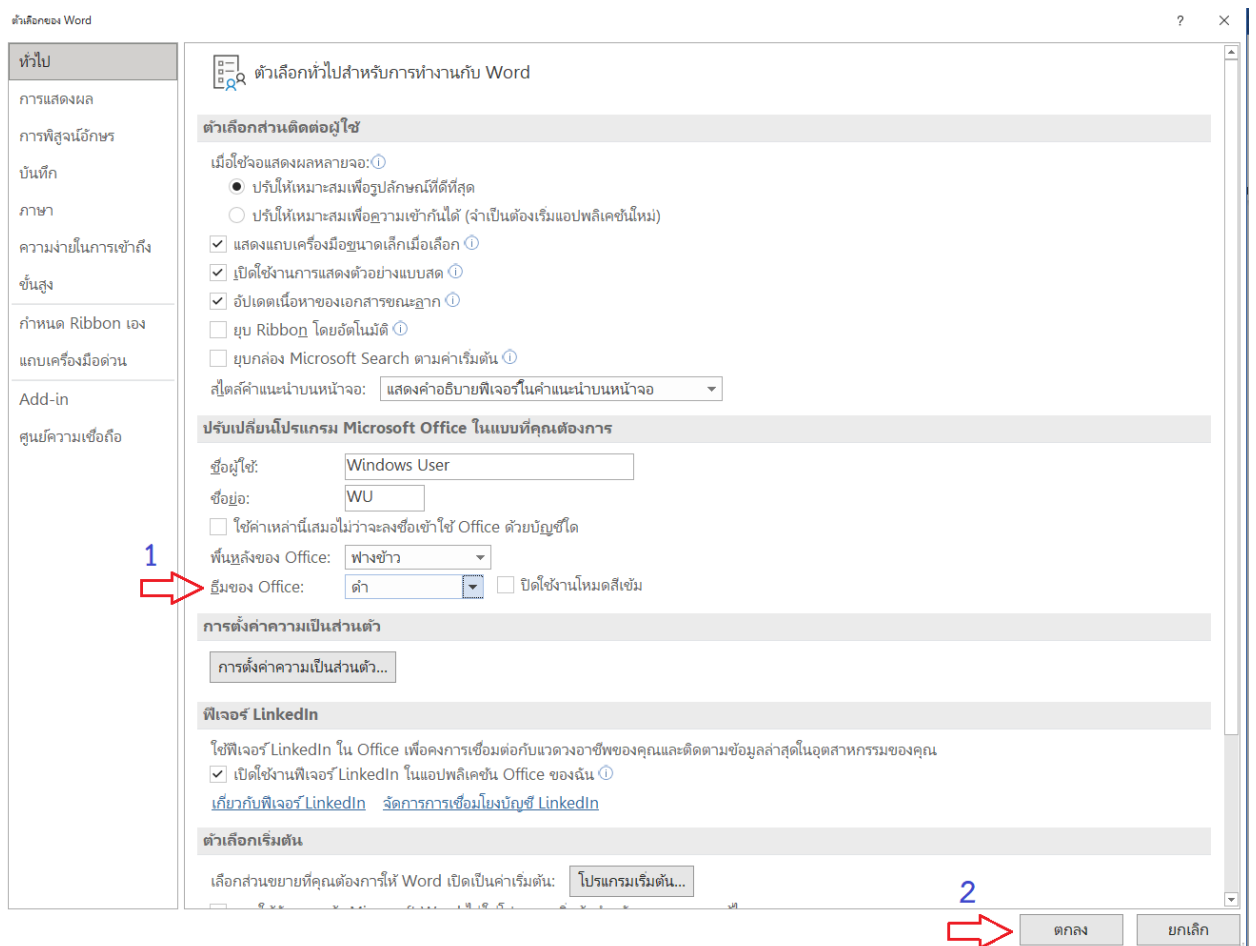 ตัวเลือกของ Word
?
ทั่วไป
การแสดงผล
การพิสูจน์อักษร
บันทึก
ภาษา
ความง่ายในการเข้าถึง
ขั้นสูง
กำหนด Ribbon เอง
แถบเครื่องมือด่วน
Add-in
ศูนย์ความเชื่อถือ
ตัวเลือกทั่วไปสำหรับการทำงานกับ Word
ตัวเลือกส่วนติดต่อผู้ใช้
เมื่อใช้จอแสดงผลหลายจอ:
ปรับให้เหมาะสมเพื่อรูปลักษณ์ที่ดีที่สุด
ปรับให้เหมาะสมเพื่อความเข้ากันได้ (จำเป็นต้องเริ่มแอปพลิเคชันใหม่)
แสดงแถบเครื่องมือขนาดเล็กเมื่อเลือก
เปิดใช้งานการแสดงตัวอย่างแบบสด
อัปเดตเนื้อหาของเอกสารขณะลาก
ยุบ Ribbon โดยอัตโนมัติ
ยุบกล่อง Microsoft Search ตามค่าเริ่มต้น
สไตล์คำแนะนำบนหน้าจอ: แสดงคำอธิบายฟีเจอร์ในคำแนะนำบนหน้าจอ
ปรับเปลี่ยนโปรแกรม Microsoft Office ในแบบที่คุณต้องการ
ชื่อผู้ใช้: Windows User
ชื่อย่อ: WU
ใช้ค่าเหล่านี้เสมอไม่ว่าจะลงชื่อเข้าใช้ Office ด้วยบัญชีใด
พื้นหลังของ Office: ฟางข้าว
1
ธีมของ Office: ดำ ปิดใช้งานโหมดสีเข้ม
การตั้งค่าความเป็นส่วนตัว
การตั้งค่าความเป็นส่วนตัว...
ฟีเจอร์ LinkedIn
ใช้ฟีเจอร์ LinkedIn ใน Office เพื่อคงการเชื่อมต่อกับแวดวงอาชีพของคุณและติดตามข้อมูลล่าสุดในอุตสาหกรรมของคุณ
เปิดใช้งานฟีเจอร์ LinkedIn ในแอปพลิเคชัน Office ของฉัน
เกี่ยวกับฟีเจอร์ LinkedIn จัดการการเชื่อมโยงบัญชี LinkedIn
ตัวเลือกเริ่มต้น
เลือกส่วนขยายที่คุณต้องการให้ Word เปิดเป็นค่าเริ่มต้น: โปรแกรมเริ่มต้น...
2
ตกลง ยกเลิก